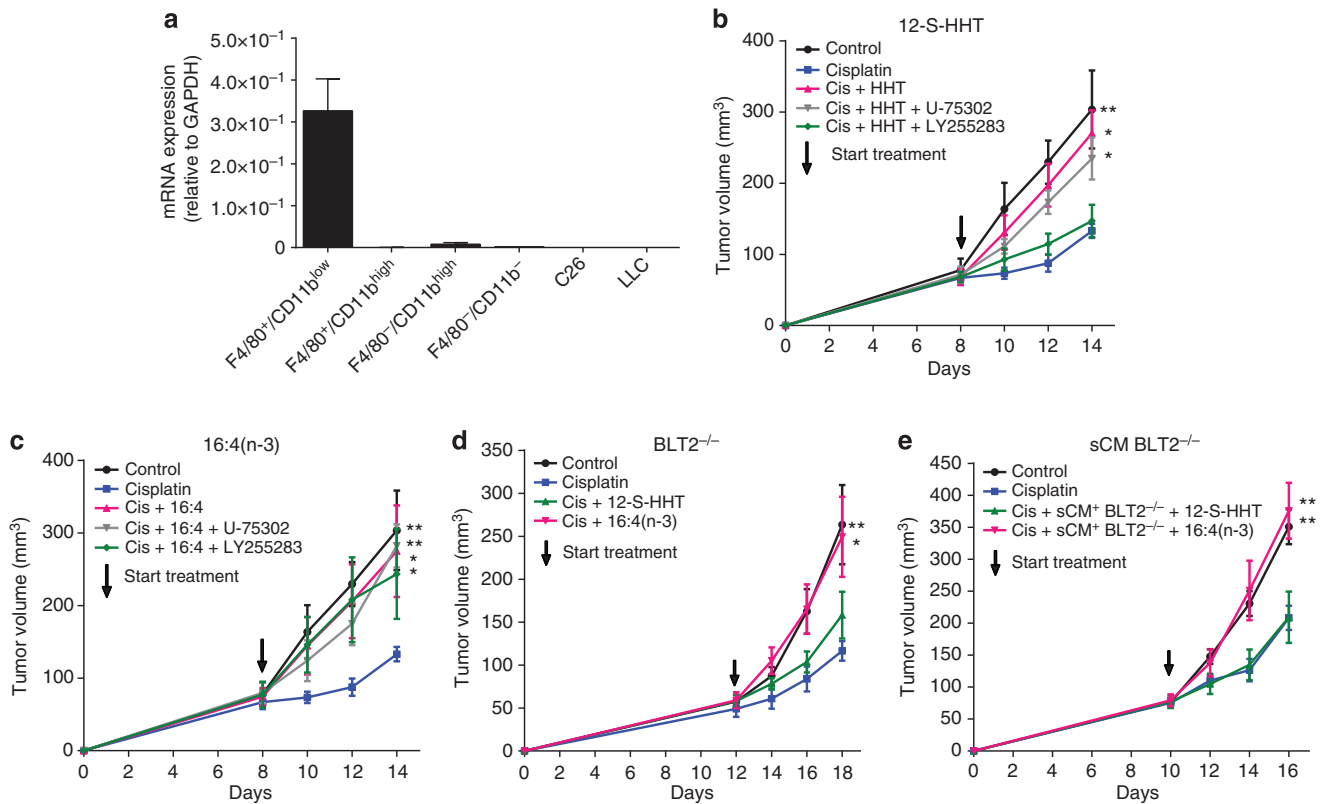 a
mRNA expression
(relative to GAPDH)
5.0×10⁻¹
4.0×10⁻¹
3.0×10⁻¹
2.0×10⁻¹
1.0×10⁻¹
0
F4/80⁺/CD11bˡᵒʷ
F4/80⁺/CD11bʰⁱᵍʰ
F4/80⁻/CD11bʰⁱᵍʰ
F4/80⁻/CD11b⁻
C26
LLC
b
12-S-HHT
Control
Cisplatin
Cis + HHT
Cis + HHT + U-75302
Cis + HHT + LY255283
Start treatment
Tumor volume (mm³)
400
300
200
100
0
**
*
*
0 2 4 6 8 10 12 14
Days
c
16:4(n-3)
Control
Cisplatin
Cis + 16:4
Cis + 16:4 + U-75302
Cis + 16:4 + LY255283
Start treatment
Tumor volume (mm³)
400
300
200
100
0
**
**
*
*
0 2 4 6 8 10 12 14
Days
d
BLT2⁻/⁻
Control
Cisplatin
Cis + 12-S-HHT
Cis + 16:4(n-3)
Start treatment
Tumor volume (mm³)
350
300
250
200
150
100
50
0
**
*
0 2 4 6 8 10 12 14 16 18
Days
e
sCM BLT2⁻/⁻
Control
Cisplatin
Cis + sCM⁺ BLT2⁻/⁻ + 12-S-HHT
Cis + sCM⁺ BLT2⁻/⁻ + 16:4(n-3)
Start treatment
Tumor volume (mm³)
450
400
350
300
250
200
150
100
50
0
**
**
0 2 4 6 8 10 12 14 16
Days